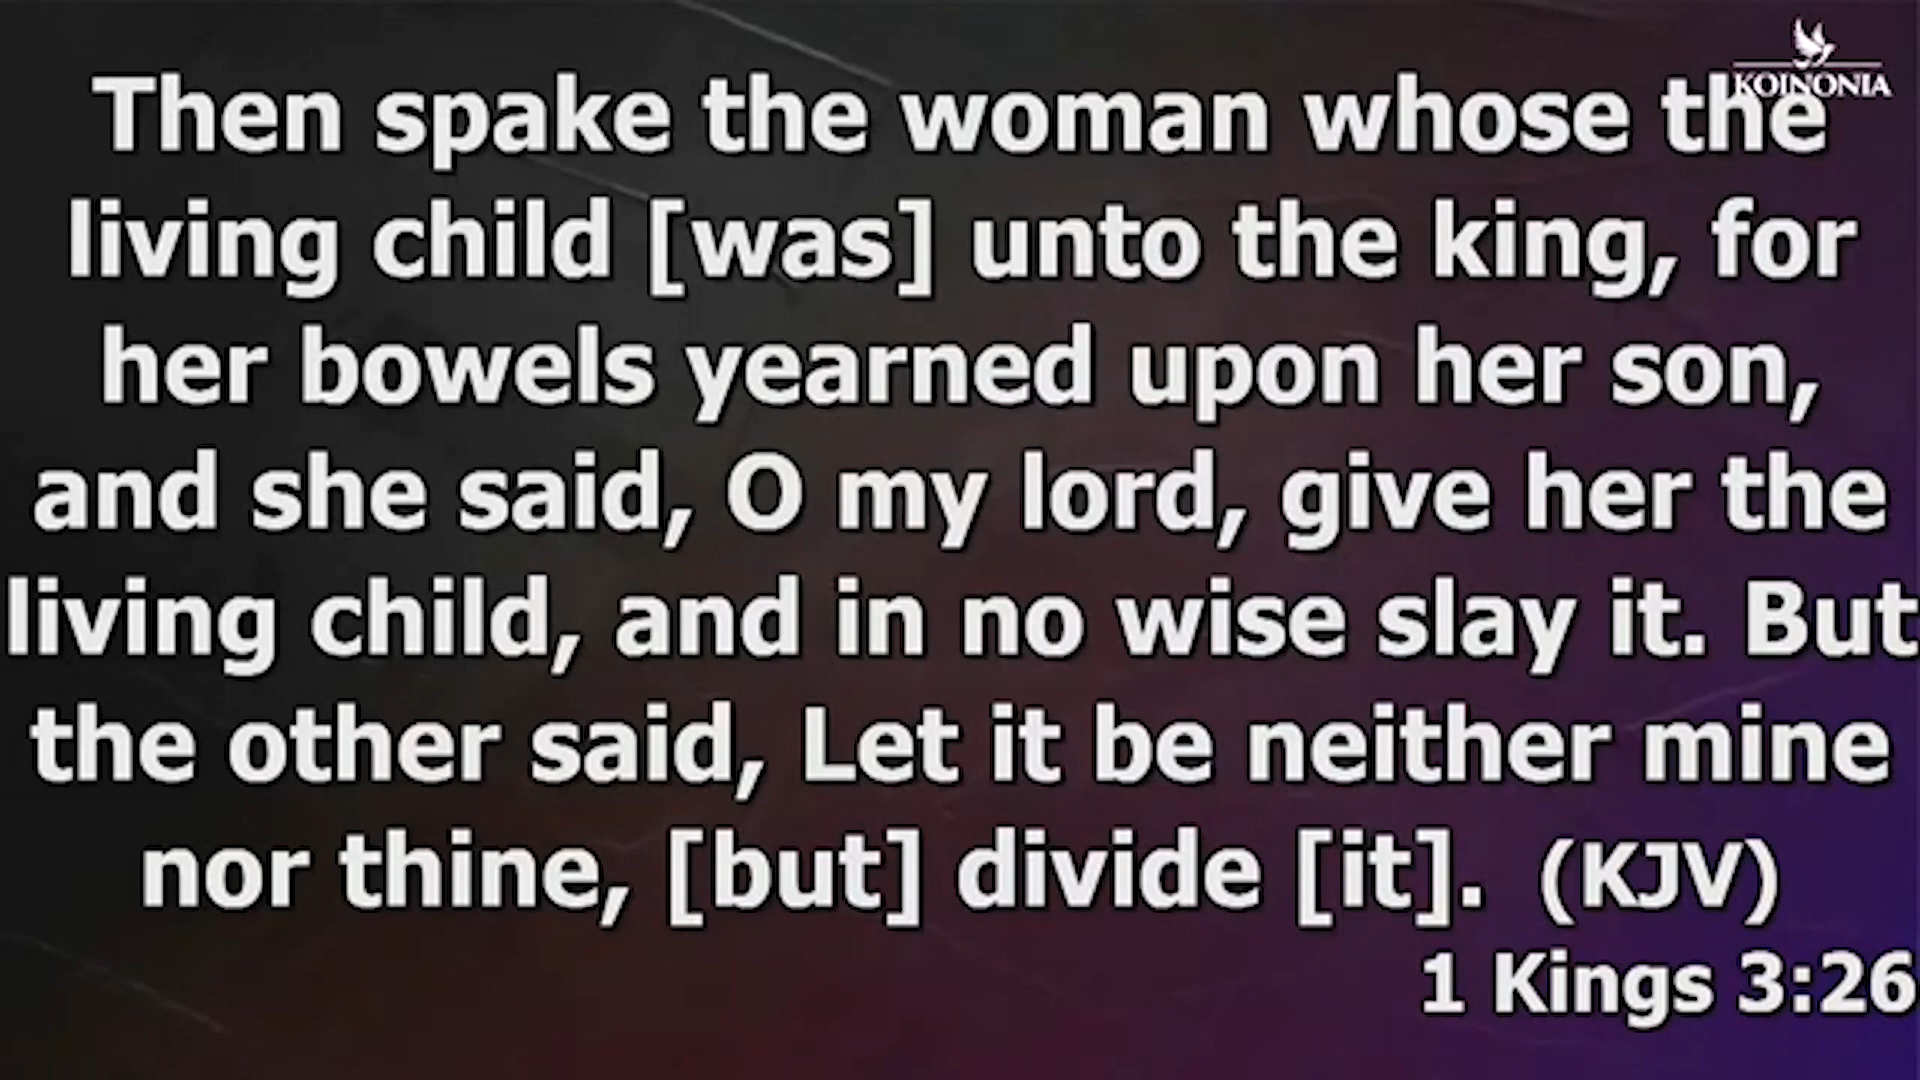 KOINONIA
Then spake the woman whose the
living child [was] unto the king, for
her bowels yearned upon her son,
and she said, O my lord, give her the
living child, and in no wise slay it. But
the other said, Let it be neither mine
nor thine, [but] divide [it]. (KJV)
1 Kings 3:26